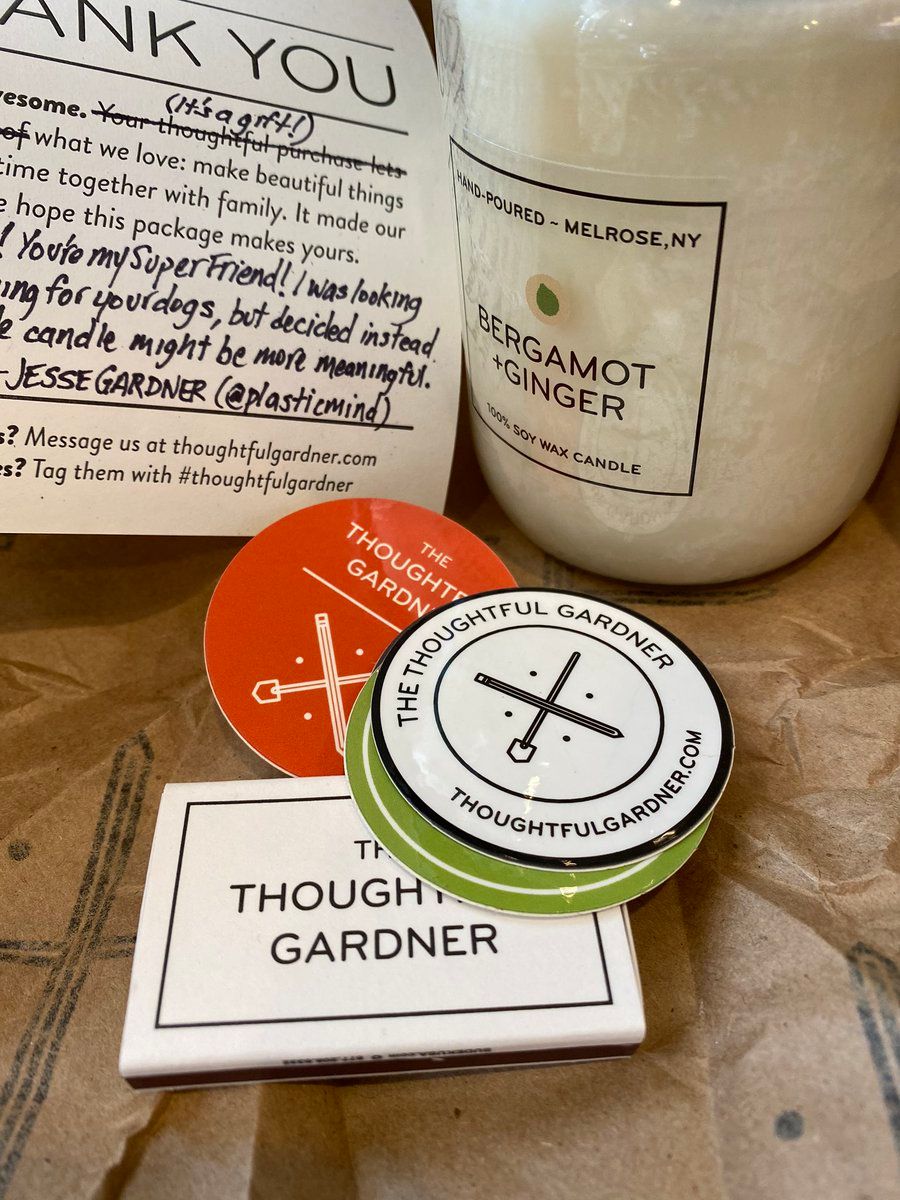 ANK YOU
esome. Your thoughtful purchase lets
(It's a gift!)
of what we love: make beautiful things
time together with family. It made our
e hope this package makes yours.
! You're my Super Friend! I was looking
ing for your dogs, but decided instead
e candle might be more meaningful.
-JESSE GARDNER (@plasticmind)
s? Message us at thoughtfulgardner.com
es? Tag them with #thoughtfulgardner
HAND-POURED ~ MELROSE, NY
BERGAMOT
+GINGER
100% SOY WAX CANDLE
THE
THOUGHTF
GARDN
THE THOUGHTFUL GARDNER
THOUGHTFULGARDNER.COM
TH
THOUGHT
GARDNER